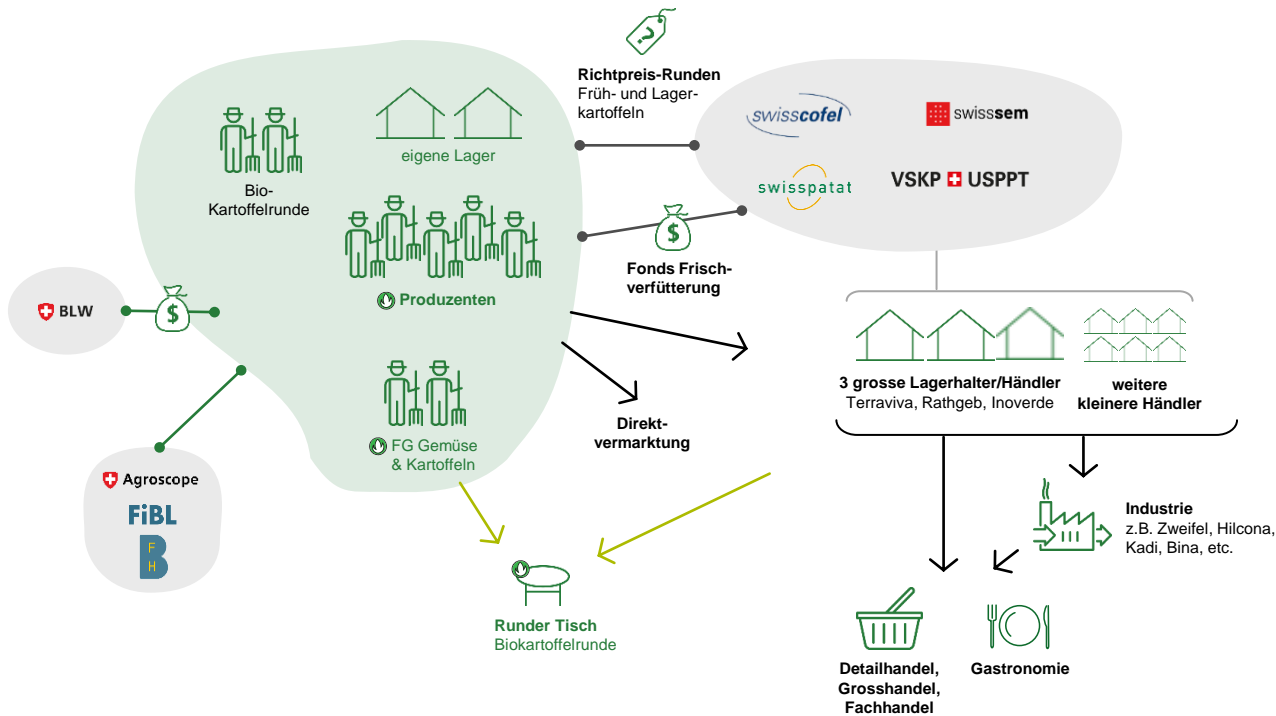 ?
Richtpreis-Runden
Früh- und Lager-
kartoffeln
swisscofel
swisssem
swisspatat
VSKP USPPT
eigene Lager
Bio-
Kartoffelrunde
Produzenten
$
Fonds Frisch-
verfütterung
BLW
$
3 grosse Lagerhalter/Händler
Terraviva, Rathgeb, Inoverde
weitere
kleinere Händler
Direkt-
vermarktung
FG Gemüse
& Kartoffeln
Agroscope
FiBL
B
F
H
Industrie
z.B. Zweifel, Hilcona,
Kadi, Bina, etc.
Runder Tisch
Biokartoffelrunde
Detailhandel,
Grosshandel,
Fachhandel
Gastronomie